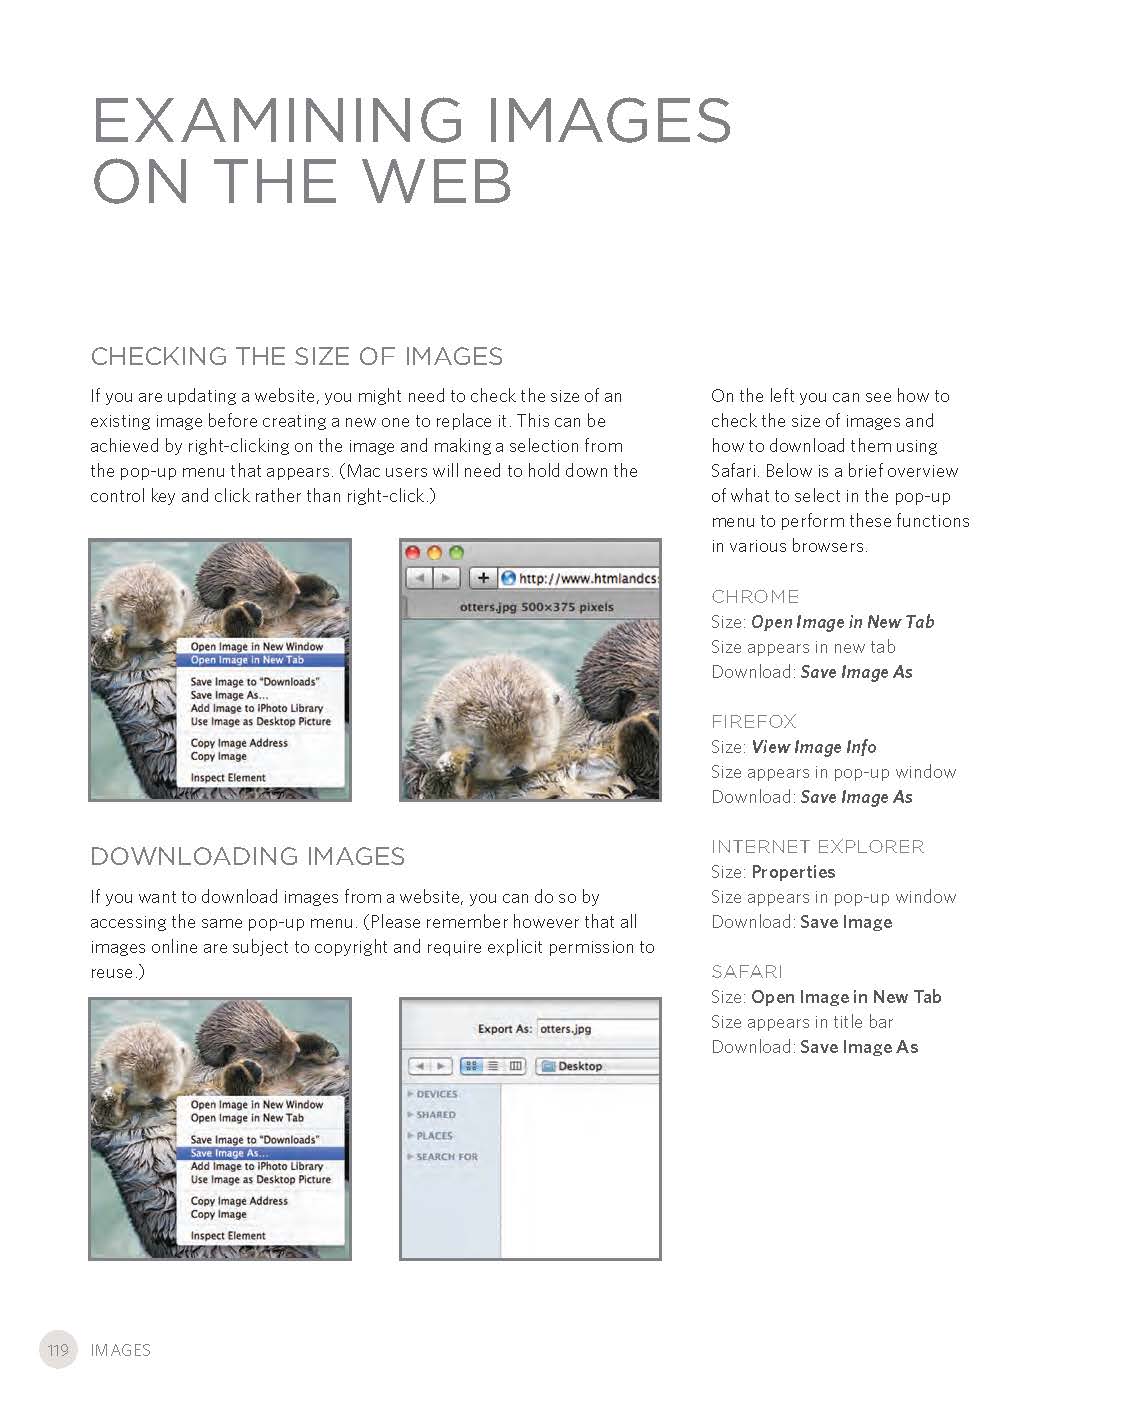 EXAMINING IMAGES
ON THE WEB
CHECKING THE SIZE OF IMAGES
If you are updating a website, you might need to check the size of an
existing image before creating a new one to replace it. This can be
achieved by right-clicking on the image and making a selection from
the pop-up menu that appears. (Mac users will need to hold down the
control key and click rather than right-click.)
Open Image in New Window
Open Image in New Tab
Save Image to "Downloads"
Save Image As...
Add Image to iPhoto Library
Use Image as Desktop Picture
Copy Image Address
Copy Image
Inspect Element
http://www.htmlandcs
otters.jpg 500×375 pixels
DOWNLOADING IMAGES
If you want to download images from a website, you can do so by
accessing the same pop-up menu. (Please remember however that all
images online are subject to copyright and require explicit permission to
reuse.)
Open Image in New Window
Open Image in New Tab
Save Image to "Downloads"
Save Image As...
Add Image to iPhoto Library
Use Image as Desktop Picture
Copy Image Address
Copy Image
Inspect Element
Export As: otters.jpg
Desktop
DEVICES
SHARED
PLACES
SEARCH FOR
On the left you can see how to
check the size of images and
how to download them using
Safari. Below is a brief overview
of what to select in the pop-up
menu to perform these functions
in various browsers.
CHROME
Size: Open Image in New Tab
Size appears in new tab
Download: Save Image As
FIREFOX
Size: View Image Info
Size appears in pop-up window
Download: Save Image As
INTERNET EXPLORER
Size: Properties
Size appears in pop-up window
Download: Save Image
SAFARI
Size: Open Image in New Tab
Size appears in title bar
Download: Save Image As
119 IMAGES